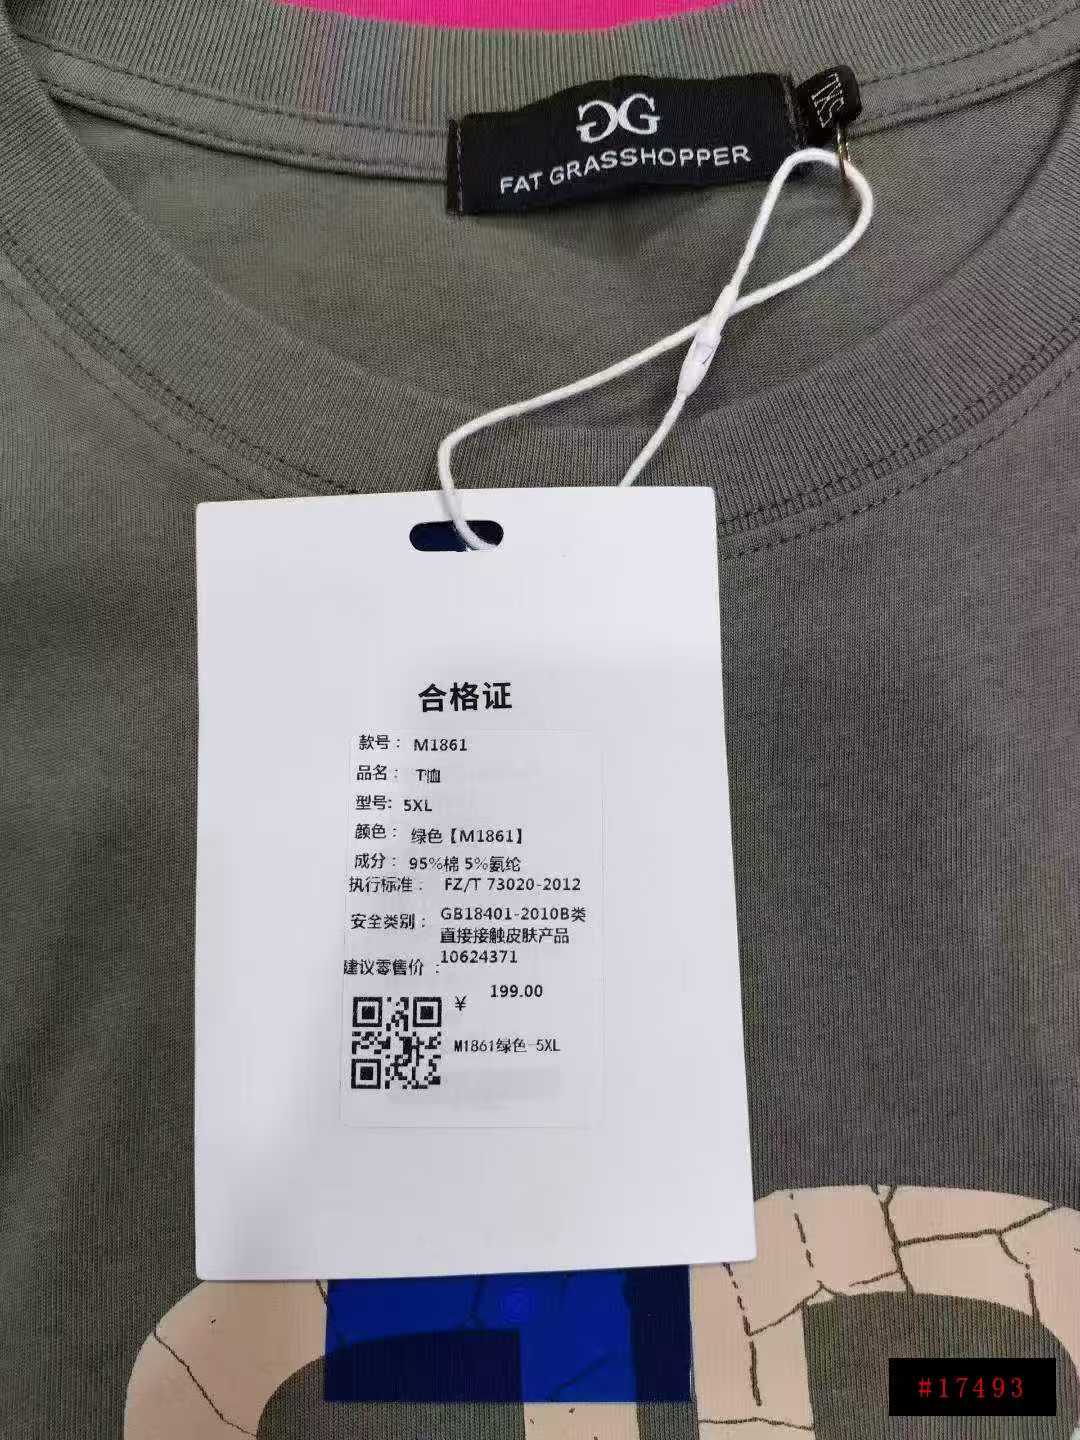 GG
FAT GRASSHOPPER
5XL
合格证
款号： M1861
品名： T恤
型号: 5XL
颜色： 绿色【M1861】
成分： 95%棉 5%氨纶
执行标准： FZ/T 73020-2012
安全类别： GB18401-2010B类
直接接触皮肤产品
10624371
建议零售价：
￥ 199.00
M1861绿色-5XL
#17493